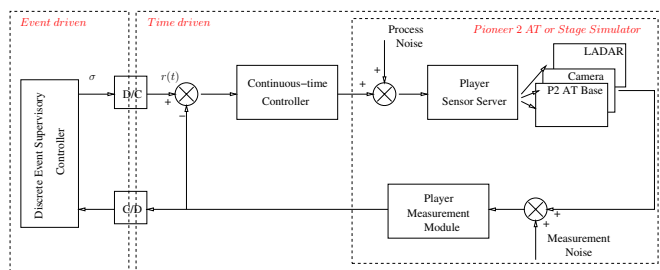 Event driven
Time driven
Pioneer 2 AT or Stage Simulator
Process
Noise
LADAR
Camera
P2 AT Base
σ
D/C
r(t)
+
−
Continuous−time
Controller
+
+
Player
Sensor Server
Discrete Event Supervisory
Controller
C/D
Player
Measurement
Module
+
+
Measurement
Noise